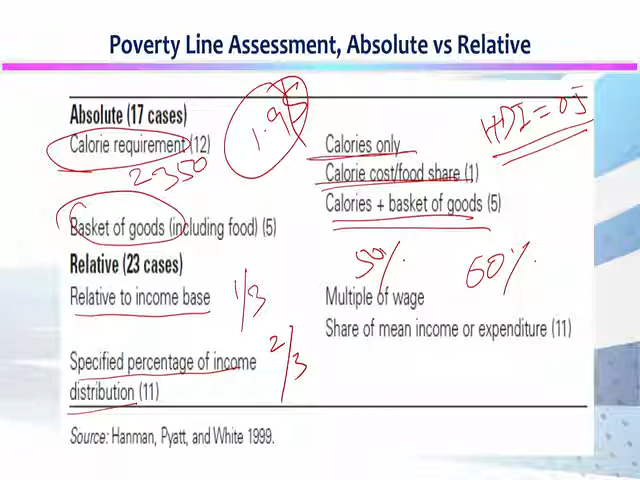 Poverty Line Assessment, Absolute vs Relative
Absolute (17 cases)
1.95
HDI = 05
Calorie requirement (12)
Calories only
2350
Calorie cost/food share (1)
Calories + basket of goods (5)
Basket of goods (including food) (5)
Relative (23 cases)
50%
60%
Relative to income base
1/3
Multiple of wage
Share of mean income or expenditure (11)
Specified percentage of income
distribution (11)
2/3
Source: Hanman, Pyatt, and White 1999.